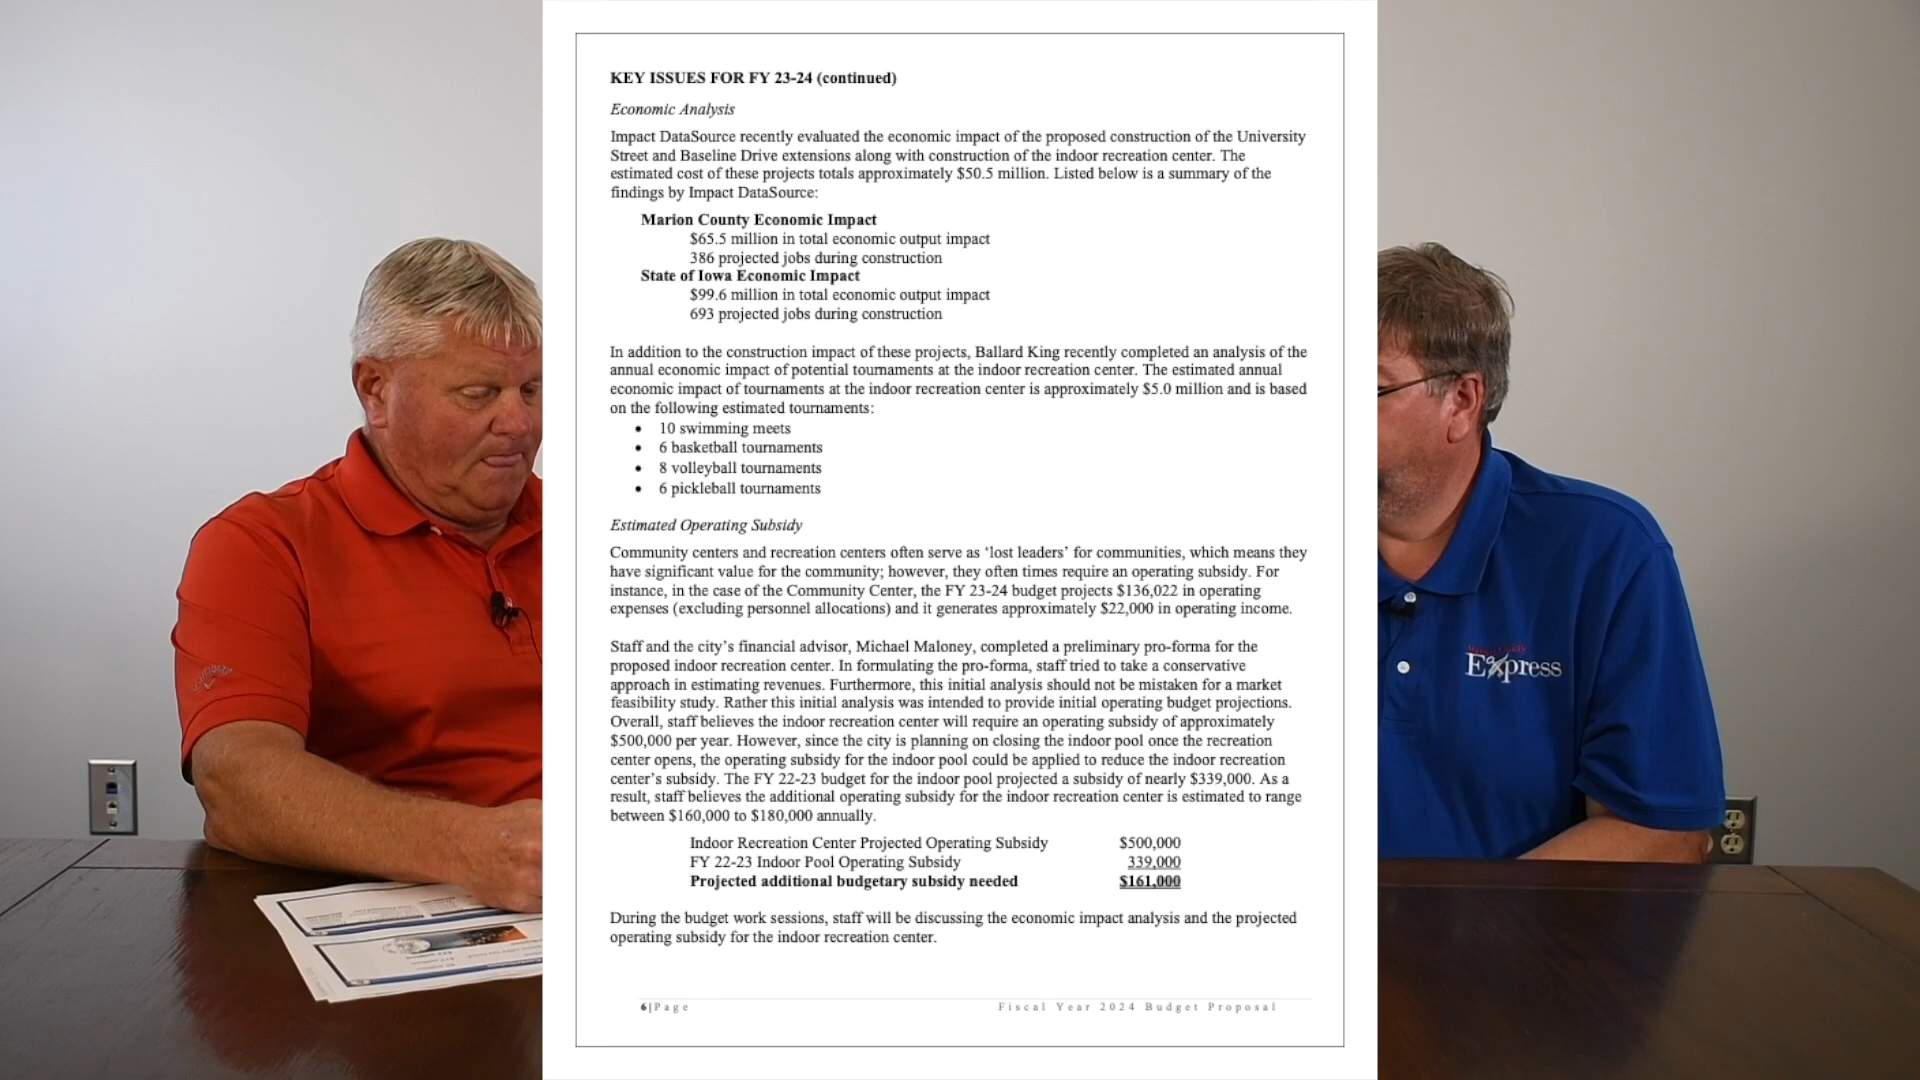 KEY ISSUES FOR FY 23-24 (continued)
Economic Analysis
Impact DataSource recently evaluated the economic impact of the proposed construction of the University
Street and Baseline Drive extensions along with construction of the indoor recreation center. The
estimated cost of these projects totals approximately $50.5 million. Listed below is a summary of the
findings by Impact DataSource:
Marion County Economic Impact
$65.5 million in total economic output impact
386 projected jobs during construction
State of Iowa Economic Impact
$99.6 million in total economic output impact
693 projected jobs during construction
In addition to the construction impact of these projects, Ballard King recently completed an analysis of the
annual economic impact of potential tournaments at the indoor recreation center. The estimated annual
economic impact of tournaments at the indoor recreation center is approximately $5.0 million and is based
on the following estimated tournaments:
• 10 swimming meets
• 6 basketball tournaments
• 8 volleyball tournaments
• 6 pickleball tournaments
Estimated Operating Subsidy
Community centers and recreation centers often serve as ‘lost leaders’ for communities, which means they
have significant value for the community; however, they often times require an operating subsidy. For
instance, in the case of the Community Center, the FY 23-24 budget projects $136,022 in operating
expenses (excluding personnel allocations) and it generates approximately $22,000 in operating income.
Staff and the city’s financial advisor, Michael Maloney, completed a preliminary pro-forma for the
proposed indoor recreation center. In formulating the pro-forma, staff tried to take a conservative
approach in estimating revenues. Furthermore, this initial analysis should not be mistaken for a market
feasibility study. Rather this initial analysis was intended to provide initial operating budget projections.
Overall, staff believes the indoor recreation center will require an operating subsidy of approximately
$500,000 per year. However, since the city is planning on closing the indoor pool once the recreation
center opens, the operating subsidy for the indoor pool could be applied to reduce the indoor recreation
center’s subsidy. The FY 22-23 budget for the indoor pool projected a subsidy of nearly $339,000. As a
result, staff believes the additional operating subsidy for the indoor recreation center is estimated to range
between $160,000 to $180,000 annually.
Indoor Recreation Center Projected Operating Subsidy $500,000
FY 22-23 Indoor Pool Operating Subsidy 339,000
Projected additional budgetary subsidy needed $161,000
During the budget work sessions, staff will be discussing the economic impact analysis and the projected
operating subsidy for the indoor recreation center.
6|Page Fiscal Year 2024 Budget Proposal
Express